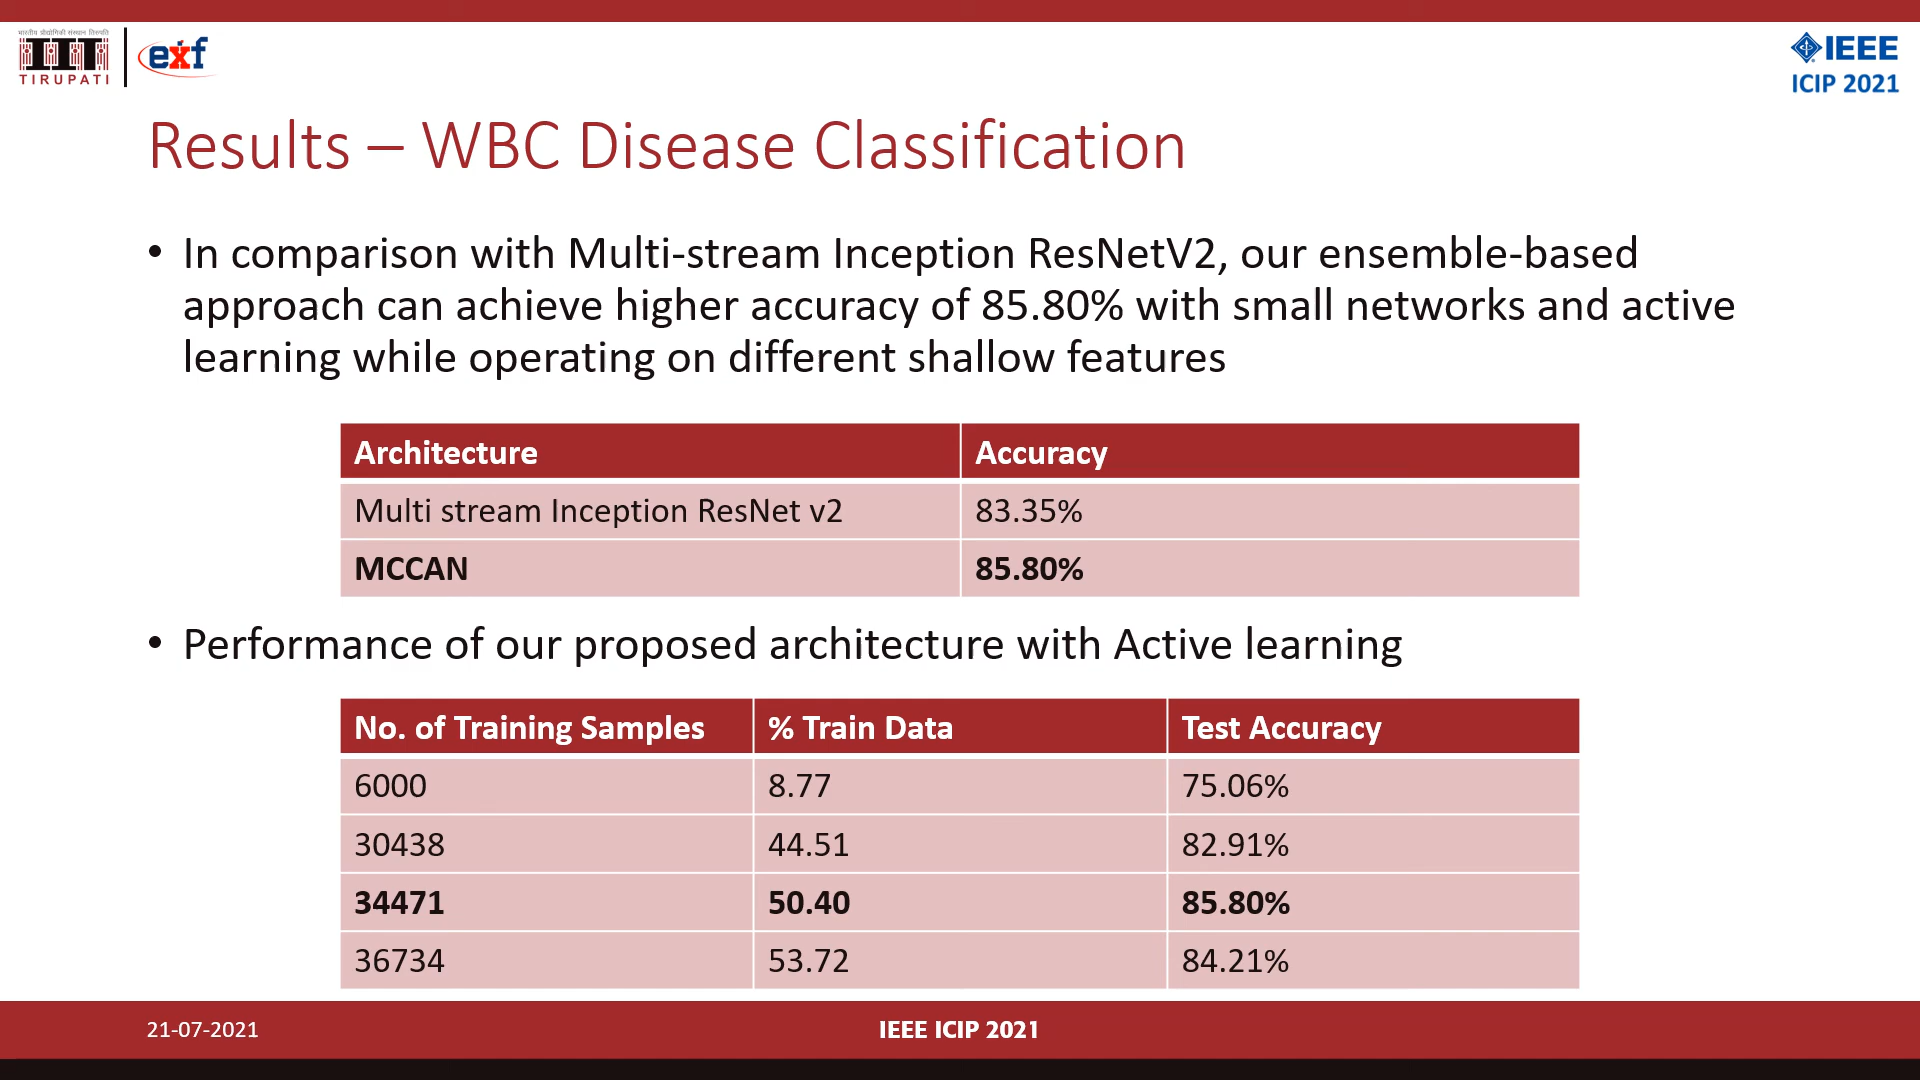 भारतीय प्रौद्योगिकी संस्थान तिरुपति
TIRUPATI
exf
IEEE
ICIP 2021
Results – WBC Disease Classification
• In comparison with Multi-stream Inception ResNetV2, our ensemble-based
approach can achieve higher accuracy of 85.80% with small networks and active
learning while operating on different shallow features
Architecture Accuracy
Multi stream Inception ResNet v2 83.35%
MCCAN 85.80%
• Performance of our proposed architecture with Active learning
No. of Training Samples % Train Data Test Accuracy
6000 8.77 75.06%
30438 44.51 82.91%
34471 50.40 85.80%
36734 53.72 84.21%
21-07-2021 IEEE ICIP 2021